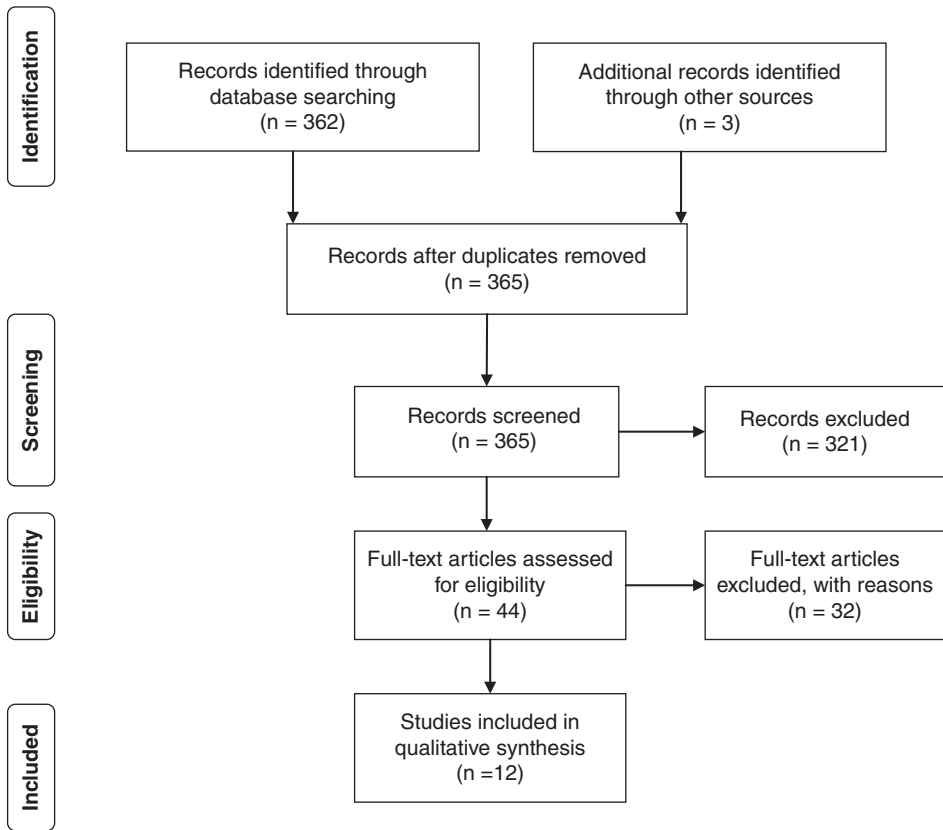 Identification
Records identified through
database searching
(n = 362)
Additional records identified
through other sources
(n = 3)
Records after duplicates removed
(n = 365)
Screening
Records screened
(n = 365)
Records excluded
(n = 321)
Eligibility
Full-text articles assessed
for eligibility
(n = 44)
Full-text articles
excluded, with reasons
(n = 32)
Included
Studies included in
qualitative synthesis
(n =12)